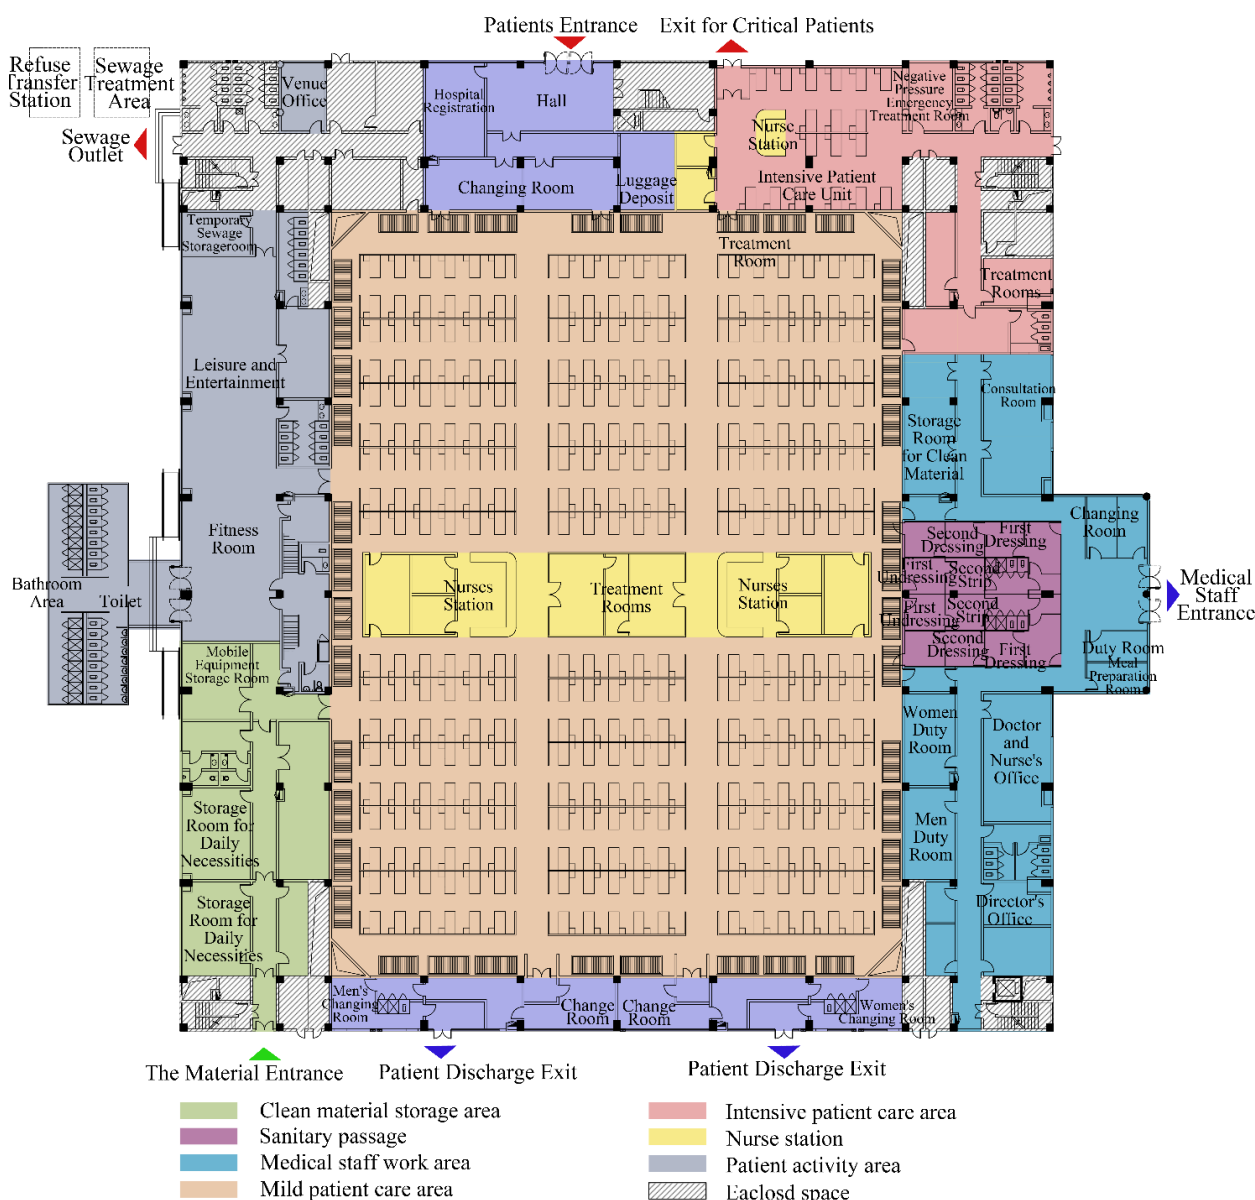 Patients Entrance
Exit for Critical Patients
Refuse
Transfer
Station
Sewage
Treatment
Area
Sewage
Outlet
Venue
Office
Hospital
Registration
Hall
Nurse
Station
Negative
Pressure
Emergency
Treatment Room
Changing Room
Luggage
Deposit
Intensive Patient
Care Unit
Temporary
Sewage
Storageroom
Treatment
Room
Treatment
Rooms
Leisure and
Entertainment
Consultation
Room
Storage
Room
for Clean
Material
Fitness
Room
Changing
Room
Second
Dressing
First
Dressing
First
Undressing
Second
Strip
Bathroom
Area
Toilet
Nurses
Station
Treatment
Rooms
Nurses
Station
Medical
Staff
Entrance
First
Undressing
Second
Strip
Second
Dressing
First
Dressing
Mobile
Equipment
Storage Room
Duty Room
Meal
Preparation
Room
Women
Duty
Room
Doctor
and
Nurse's
Office
Storage
Room for
Daily
Necessities
Men
Duty
Room
Storage
Room for
Daily
Necessities
Director's
Office
Men's
Changing
Room
Change
Room
Change
Room
Women's
Changing Room
The Material Entrance
Patient Discharge Exit
Patient Discharge Exit
Clean material storage area
Sanitary passage
Medical staff work area
Mild patient care area
Intensive patient care area
Nurse station
Patient activity area
Eaclosd space